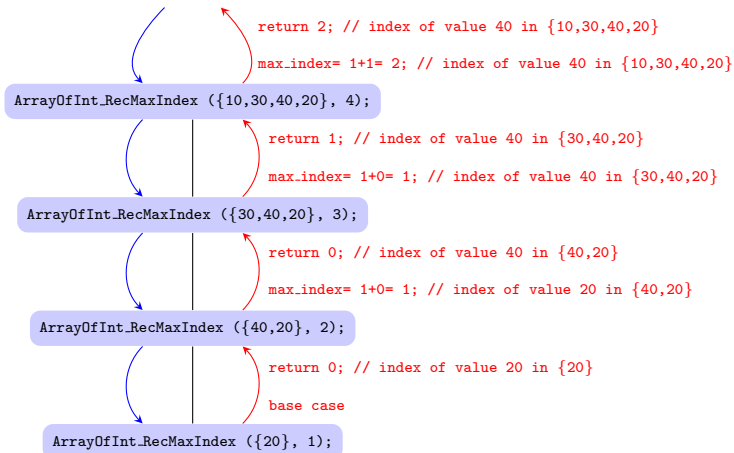 return 2; // index of value 40 in {10,30,40,20}
max_index= 1+1= 2; // index of value 40 in {10,30,40,20}
ArrayOfInt_RecMaxIndex ({10,30,40,20}, 4);
return 1; // index of value 40 in {30,40,20}
max_index= 1+0= 1; // index of value 40 in {30,40,20}
ArrayOfInt_RecMaxIndex ({30,40,20}, 3);
return 0; // index of value 40 in {40,20}
max_index= 1+0= 1; // index of value 20 in {40,20}
ArrayOfInt_RecMaxIndex ({40,20}, 2);
return 0; // index of value 20 in {20}
base case
ArrayOfInt_RecMaxIndex ({20}, 1);